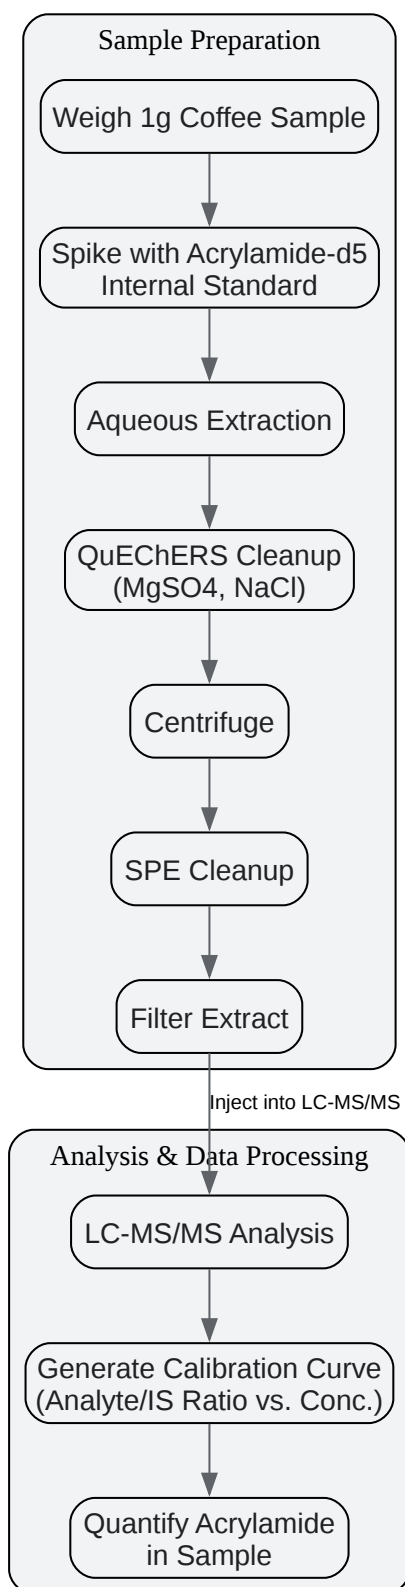 Sample Preparation
Weigh 1g Coffee Sample
Spike with Acrylamide-d5
Internal Standard
Aqueous Extraction
QuEChERS Cleanup
(MgSO4, NaCl)
Centrifuge
SPE Cleanup
Filter Extract
Inject into LC-MS/MS
Analysis & Data Processing
LC-MS/MS Analysis
Generate Calibration Curve
(Analyte/IS Ratio vs. Conc.)
Quantify Acrylamide
in Sample